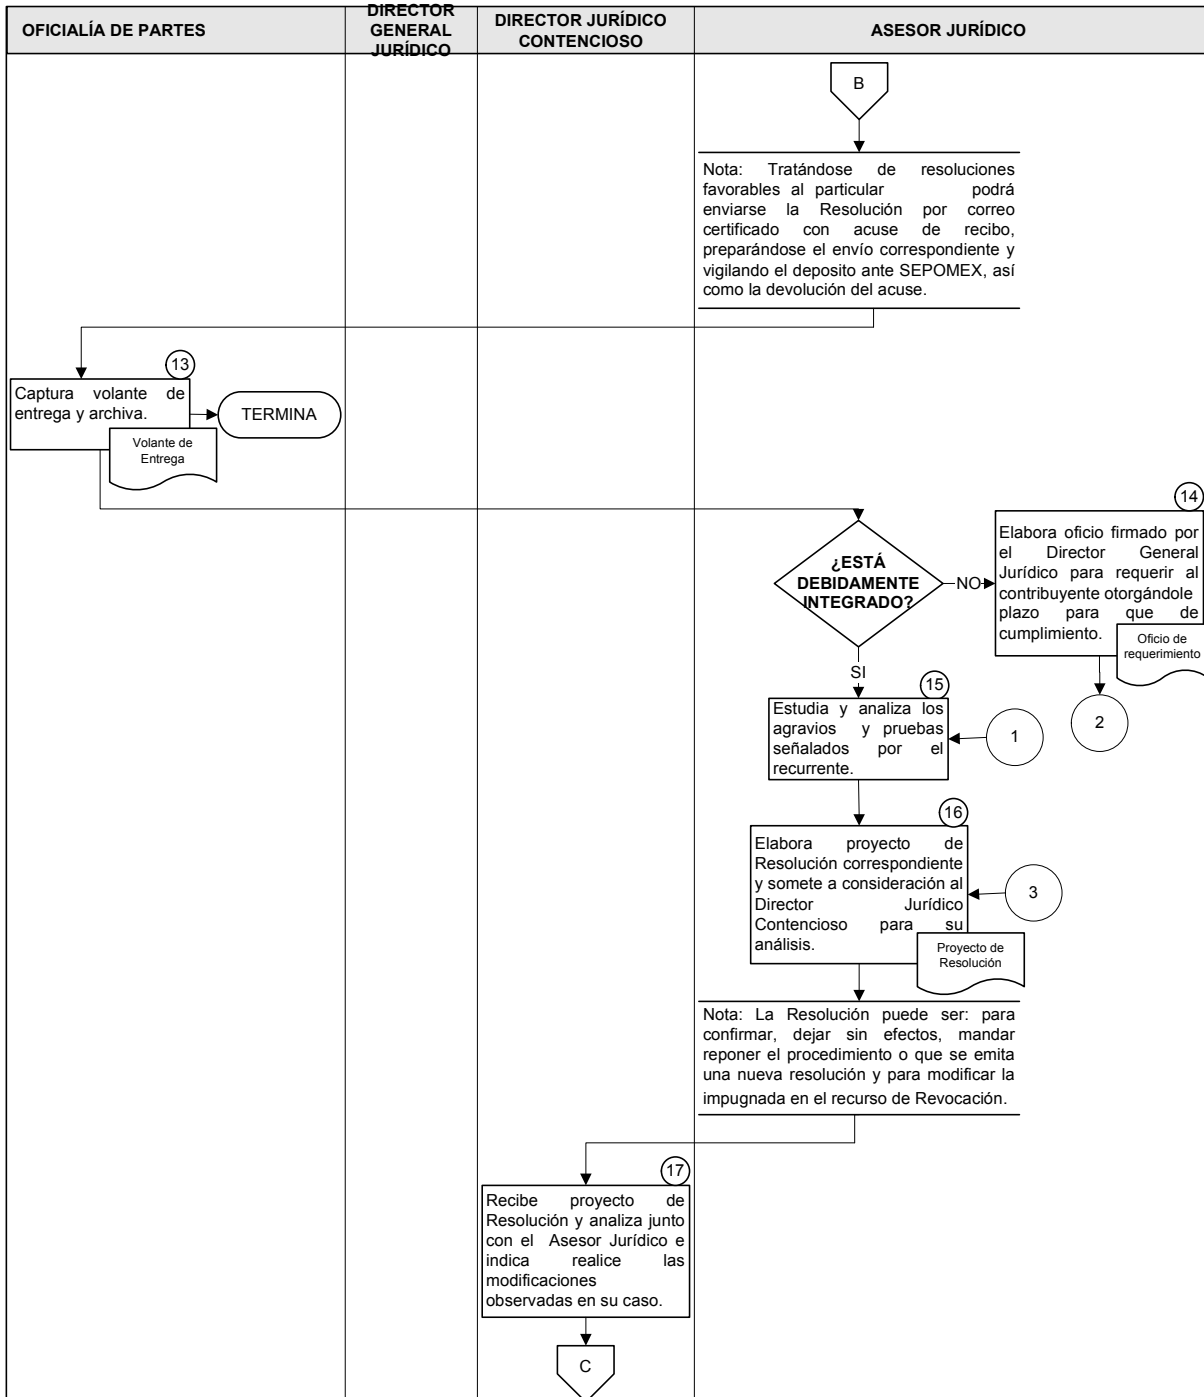 OFICIALÍA DE PARTES
DIRECTOR
GENERAL
JURÍDICO
DIRECTOR JURÍDICO
CONTENCIOSO
ASESOR JURÍDICO
B
Nota: Tratándose de resoluciones
favorables al particular podrá
enviarse la Resolución por correo
certificado con acuse de recibo,
preparándose el envío correspondiente y
vigilando el deposito ante SEPOMEX, así
como la devolución del acuse.
13
Captura volante de
entrega y archiva.
TERMINA
Volante de
Entrega
14
Elabora oficio firmado por
el Director General
Jurídico para requerir al
contribuyente otorgándole
plazo para que de
cumplimiento.
Oficio de
requerimiento
¿ESTÁ
DEBIDAMENTE
INTEGRADO?
NO
SI
2
15
Estudia y analiza los
agravios y pruebas
señalados por el
recurrente.
1
16
Elabora proyecto de
Resolución correspondiente
y somete a consideración al
Director Jurídico
Contencioso para su
análisis.
3
Proyecto de
Resolución
Nota: La Resolución puede ser: para
confirmar, dejar sin efectos, mandar
reponer el procedimiento o que se emita
una nueva resolución y para modificar la
impugnada en el recurso de Revocación.
17
Recibe proyecto de
Resolución y analiza junto
con el Asesor Jurídico e
indica realice las
modificaciones
observadas en su caso.
C